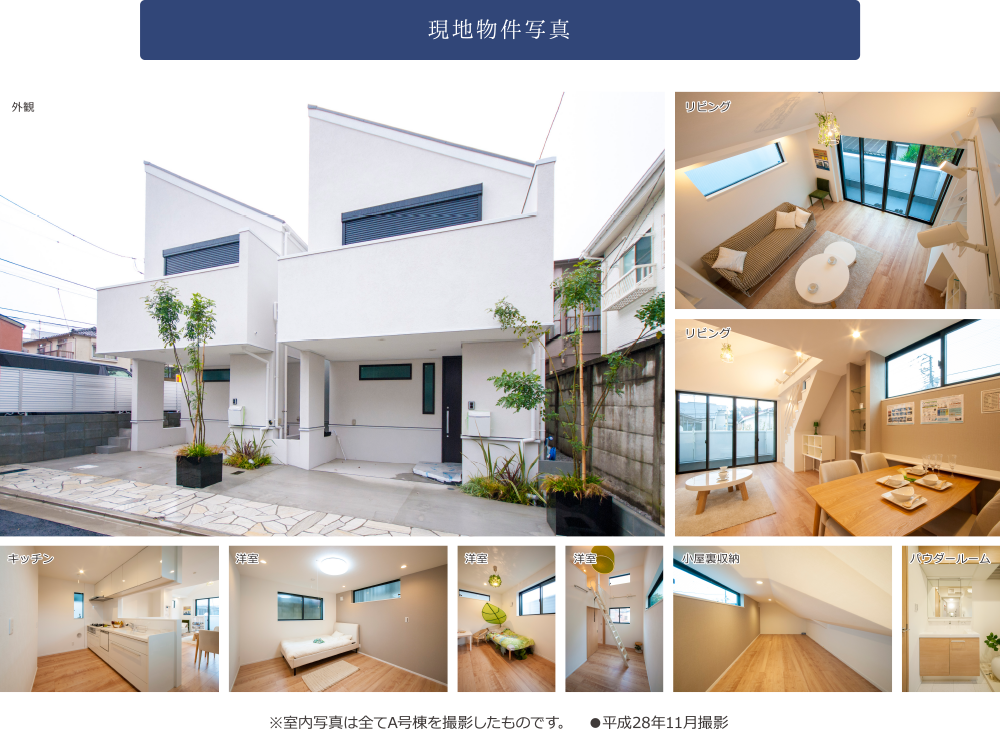 現地物件写真
外観
リビング
リビング
キッチン
洋室
洋室
洋室
小屋裏収納
パウダールーム
※室内写真は全てA号棟を撮影したものです。 ●平成28年11月撮影